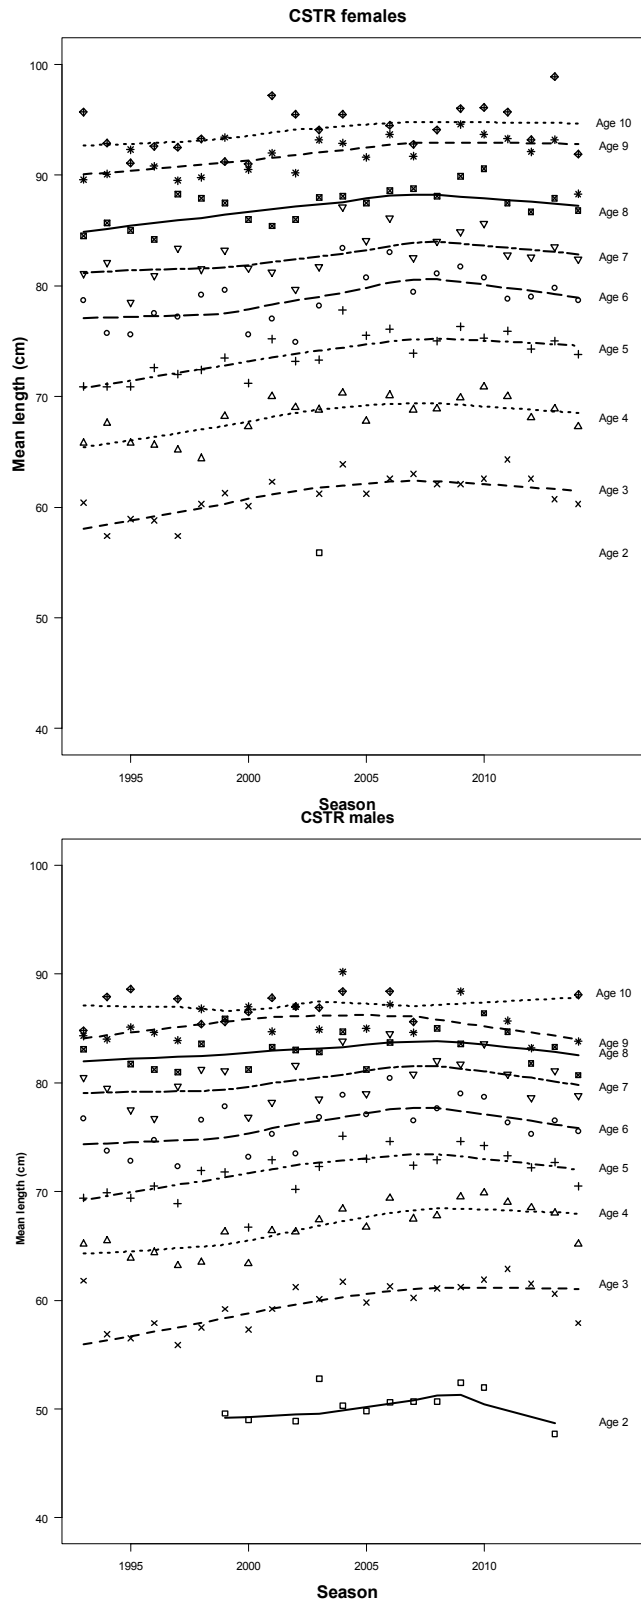 CSTR females
100
90
80
70
60
50
40
Mean length (cm)
Age 10
Age 9
Age 8
Age 7
Age 6
Age 5
Age 4
Age 3
Age 2
1995 2000 2005 2010
Season
CSTR males
100
90
80
70
60
50
40
Mean length (cm)
Age 10
Age 9
Age 8
Age 7
Age 6
Age 5
Age 4
Age 3
Age 2
1995 2000 2005 2010
Season